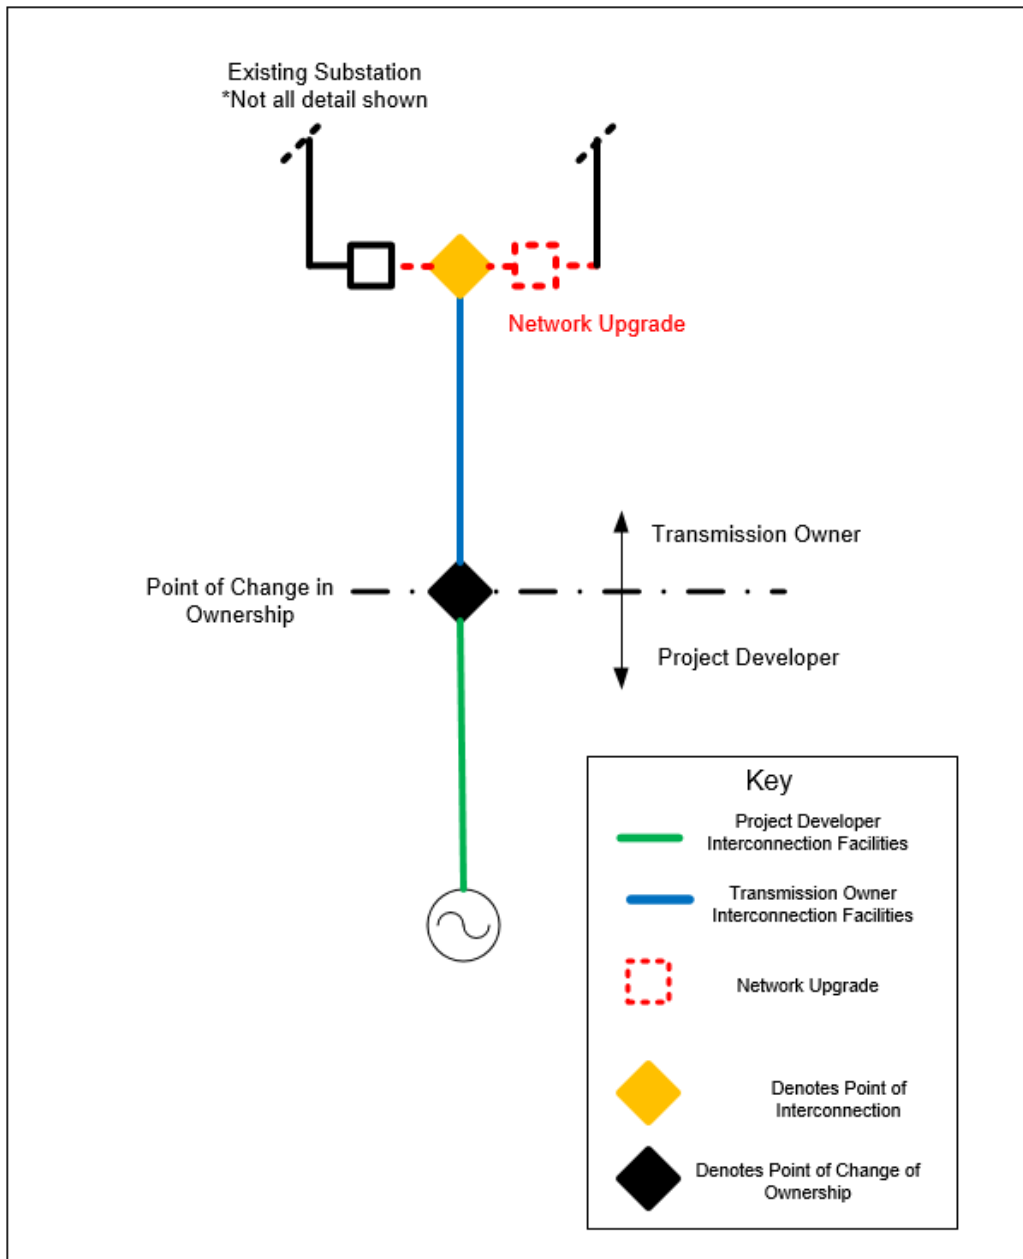 Existing Substation
*Not all detail shown
Network Upgrade
Transmission Owner
Point of Change in
Ownership
Project Developer
Key
Project Developer
Interconnection Facilities
Transmission Owner
Interconnection Facilities
Network Upgrade
Denotes Point of
Interconnection
Denotes Point of Change of
Ownership